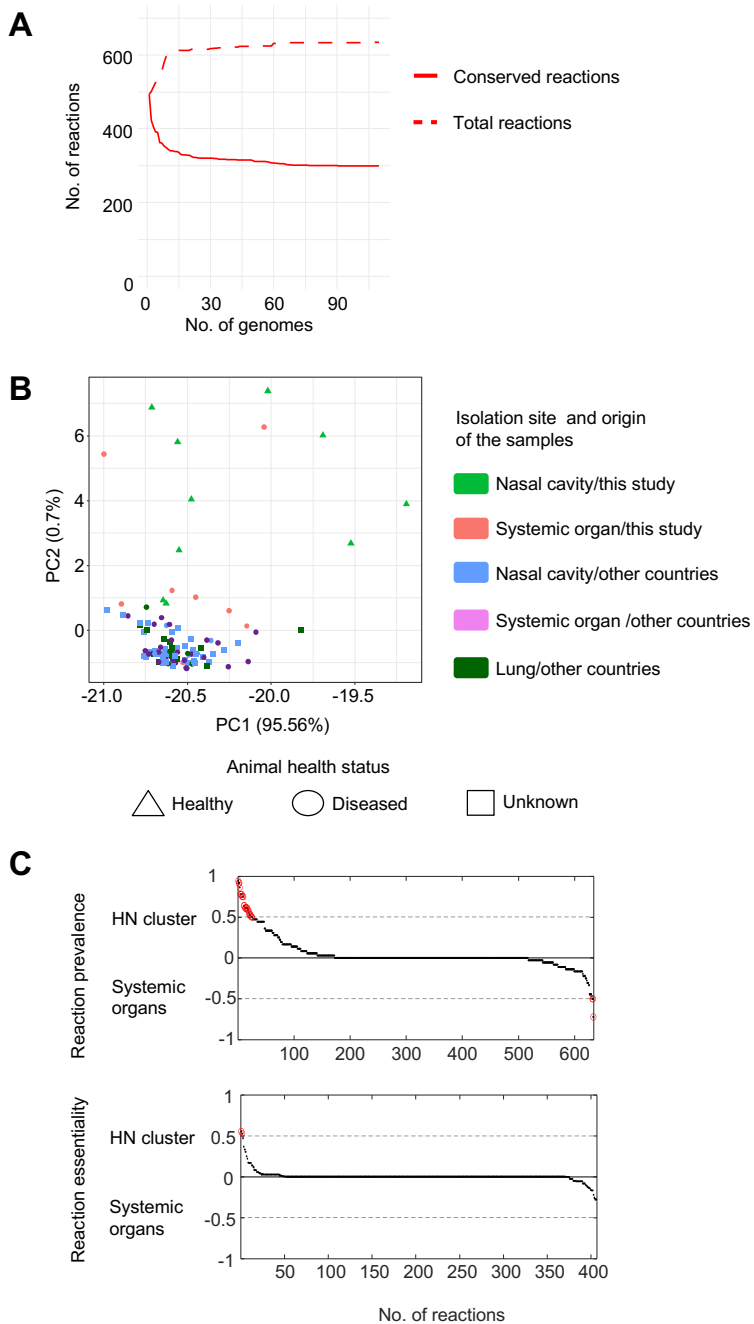 A
600
400
200
0
0
30
60
90
No. of reactions
No. of genomes
Conserved reactions
Total reactions
B
6
4
2
0
-21.0
-20.5
-20.0
-19.5
PC2 (0.7%)
PC1 (95.56%)
Isolation site and origin
of the samples
Nasal cavity/this study
Systemic organ/this study
Nasal cavity/other countries
Systemic organ /other countries
Lung/other countries
Animal health status
Healthy
Diseased
Unknown
C
Reaction prevalence
HN cluster
Systemic
organs
1
0.5
0
-0.5
-1
100
200
300
400
500
600
Reaction essentiality
HN cluster
Systemic
organs
1
0.5
0
-0.5
-1
50
100
150
200
250
300
350
400
No. of reactions